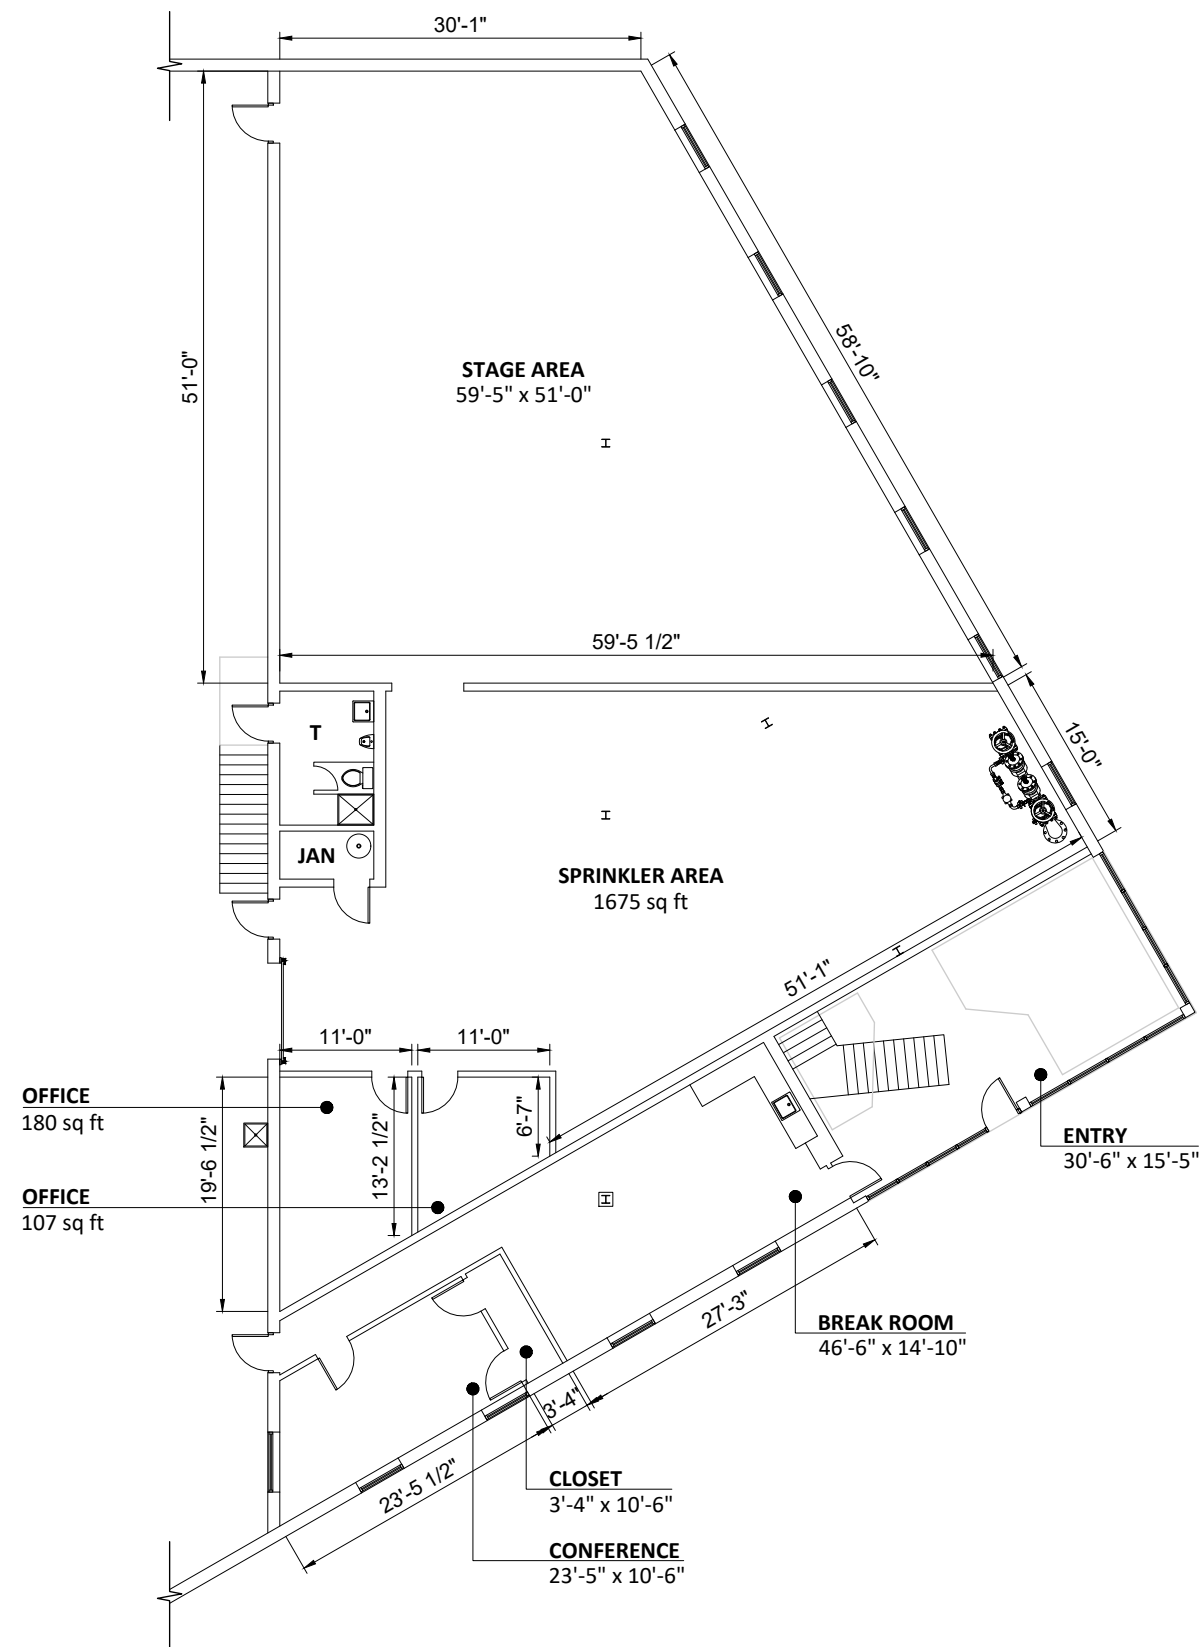 30'-1"
51'-0"
58'-10"
STAGE AREA
59'-5" x 51'-0"
59'-5 1/2"
15'-0"
T
JAN
SPRINKLER AREA
1675 sq ft
51'-1"
11'-0"
11'-0"
OFFICE
180 sq ft
19'-6 1/2"
13'-2 1/2"
6'-7"
ENTRY
30'-6" x 15'-5"
OFFICE
107 sq ft
27'-3"
BREAK ROOM
46'-6" x 14'-10"
3'-4"
23'-5 1/2"
CLOSET
3'-4" x 10'-6"
CONFERENCE
23'-5" x 10'-6"